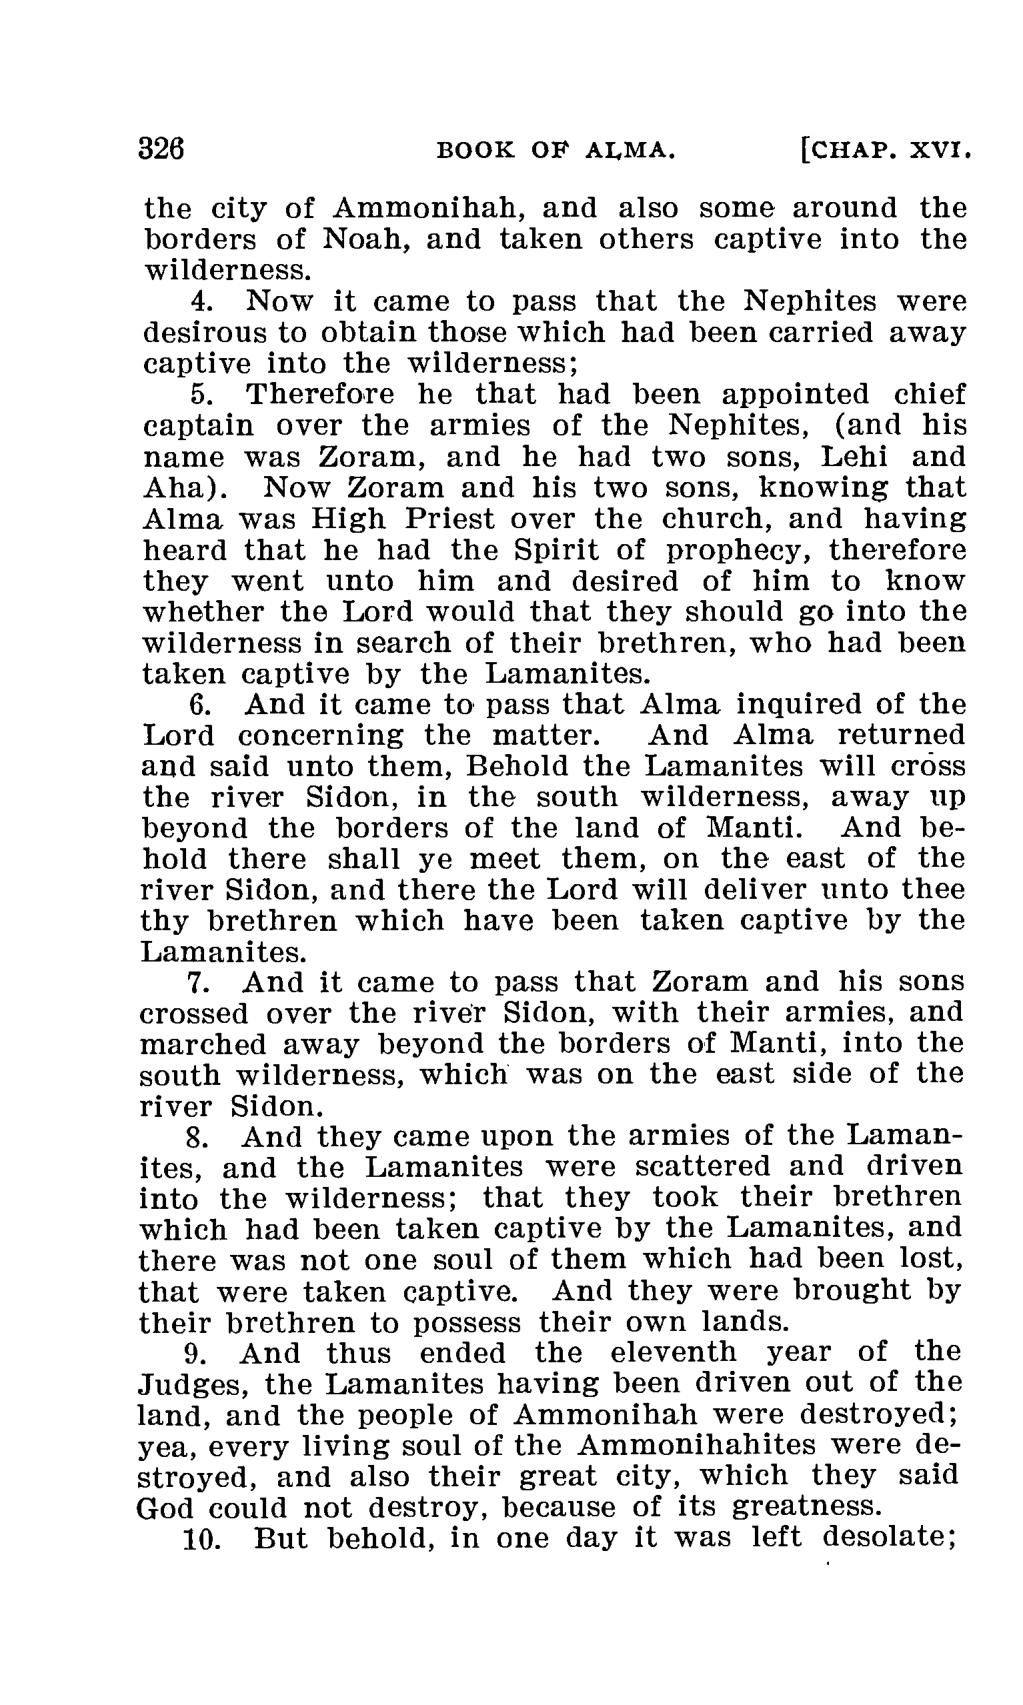 326 BOOK OF ALMA. [CHAP. XVI.
the city of Ammonihah, and also some around the
borders of Noah, and taken others captive into the
wilderness.
4. Now it came to pass that the Nephites were
desirous to obtain those which had been carried away
captive into the wilderness;
5. Therefore he that had been appointed chief
captain over the armies of the Nephites, (and his
name was Zoram, and he had two sons, Lehi and
Aha). Now Zoram and his two sons, knowing that
Alma was High Priest over the church, and having
heard that he had the Spirit of prophecy, therefore
they went unto him and desired of him to know
whether the Lord would that they should go into the
wilderness in search of their brethren, who had been
taken captive by the Lamanites.
6. And it came to pass that Alma inquired of the
Lord concerning the matter. And Alma returned
and said unto them, Behold the Lamanites will cross
the river Sidon, in the south wilderness, away up
beyond the borders of the land of Manti. And be-
hold there shall ye meet them, on the east of the
river Sidon, and there the Lord will deliver unto thee
thy brethren which have been taken captive by the
Lamanites.
7. And it came to pass that Zoram and his sons
crossed over the river Sidon, with their armies, and
marched away beyond the borders of Manti, into the
south wilderness, which was on the east side of the
river Sidon.
8. And they came upon the armies of the Laman-
ites, and the Lamanites were scattered and driven
into the wilderness; that they took their brethren
which had been taken captive by the Lamanites, and
there was not one soul of them which had been lost,
that were taken captive. And they were brought by
their brethren to possess their own lands.
9. And thus ended the eleventh year of the
Judges, the Lamanites having been driven out of the
land, and the people of Ammonihah were destroyed;
yea, every living soul of the Ammonihahites were de-
stroyed, and also their great city, which they said
God could not destroy, because of its greatness.
10. But behold, in one day it was left desolate;